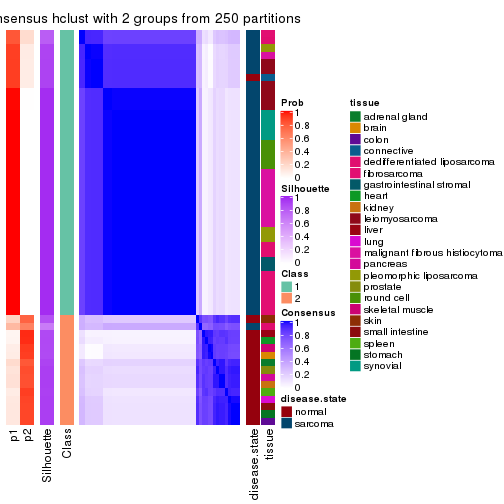 nsensus hclust with 2 groups from 250 partitions
Prob
1
0.8
0.6
0.4
0.2
0
Silhouette
1
0.8
0.6
0.4
0.2
0
Class
1
2
Consensus
1
0.8
0.6
0.4
0.2
0
disease.state
normal
sarcoma
tissue
adrenal gland
brain
colon
connective
dedifferentiated liposarcoma
fibrosarcoma
gastrointestinal stromal
heart
kidney
leiomyosarcoma
liver
lung
malignant fibrous histiocytoma
pancreas
pleomorphic liposarcoma
prostate
round cell
skeletal muscle
skin
small intestine
spleen
stomach
synovial
p1
p2
Silhouette
Class
disease.state
tissue